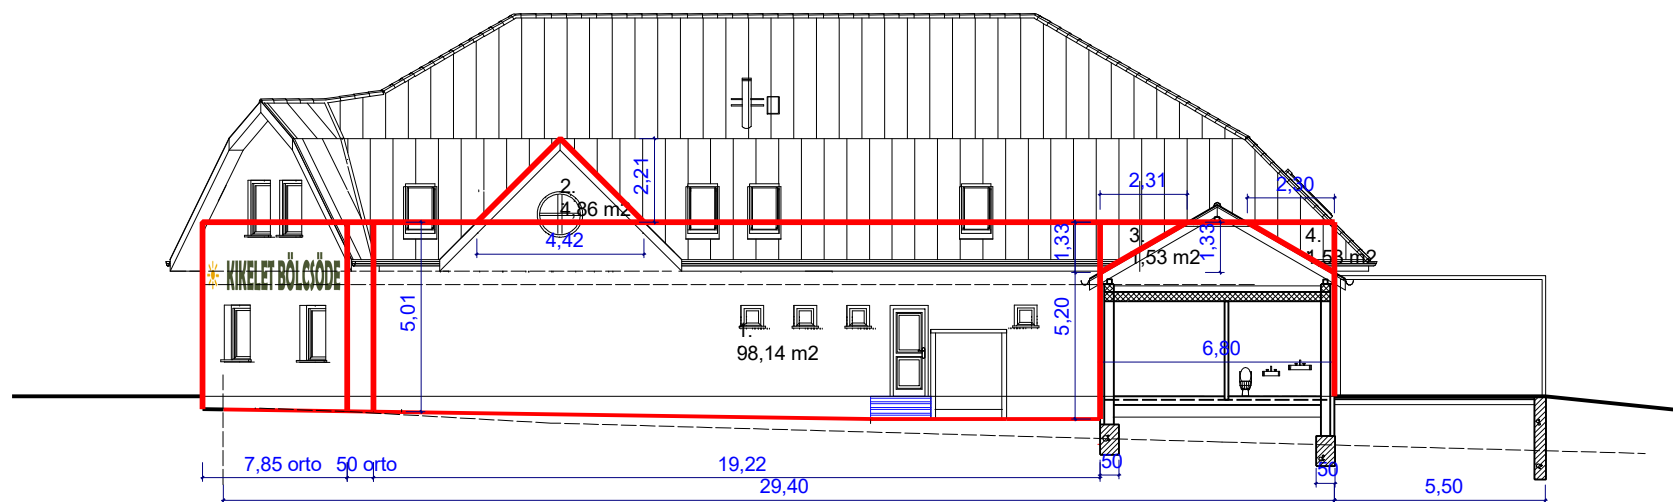 2,21
2,31
2,30
2.
4,86 m2
4,42
1,33
3.
1,53 m2
1,33
4.
1,53 m2
KIKELET BÖLCSÖDE
5,01
5,20
1.
98,14 m2
6,80
7,85 orto
50 orto
19,22
50
50
29,40
5,50